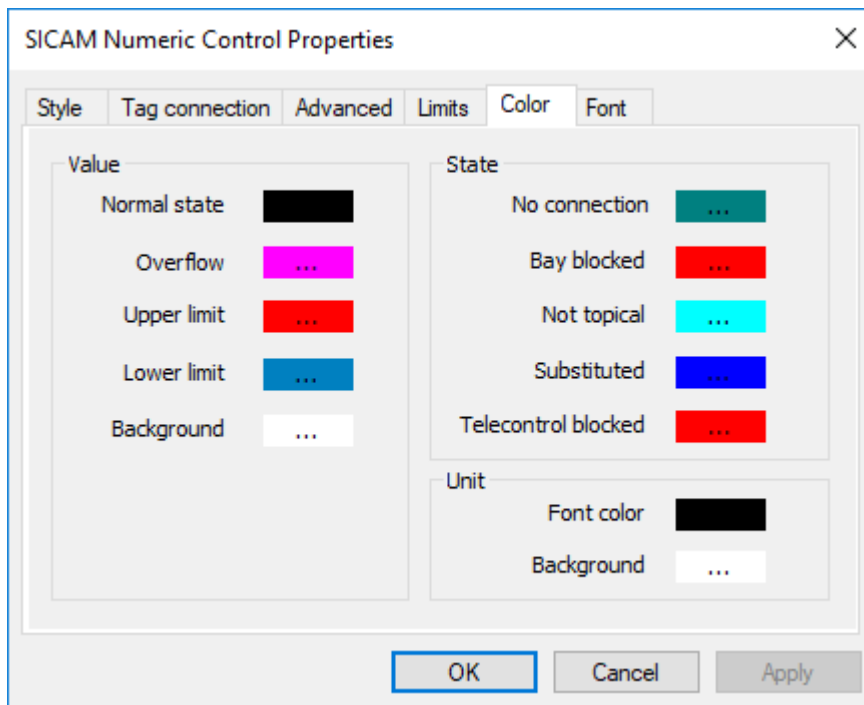 SICAM Numeric Control Properties
Style Tag connection Advanced Limits Color Font
Value
Normal state
Overflow ...
Upper limit ...
Lower limit ...
Background ...
State
No connection ...
Bay blocked ...
Not topical ...
Substituted ...
Telecontrol blocked ...
Unit
Font color
Background ...
OK Cancel Apply